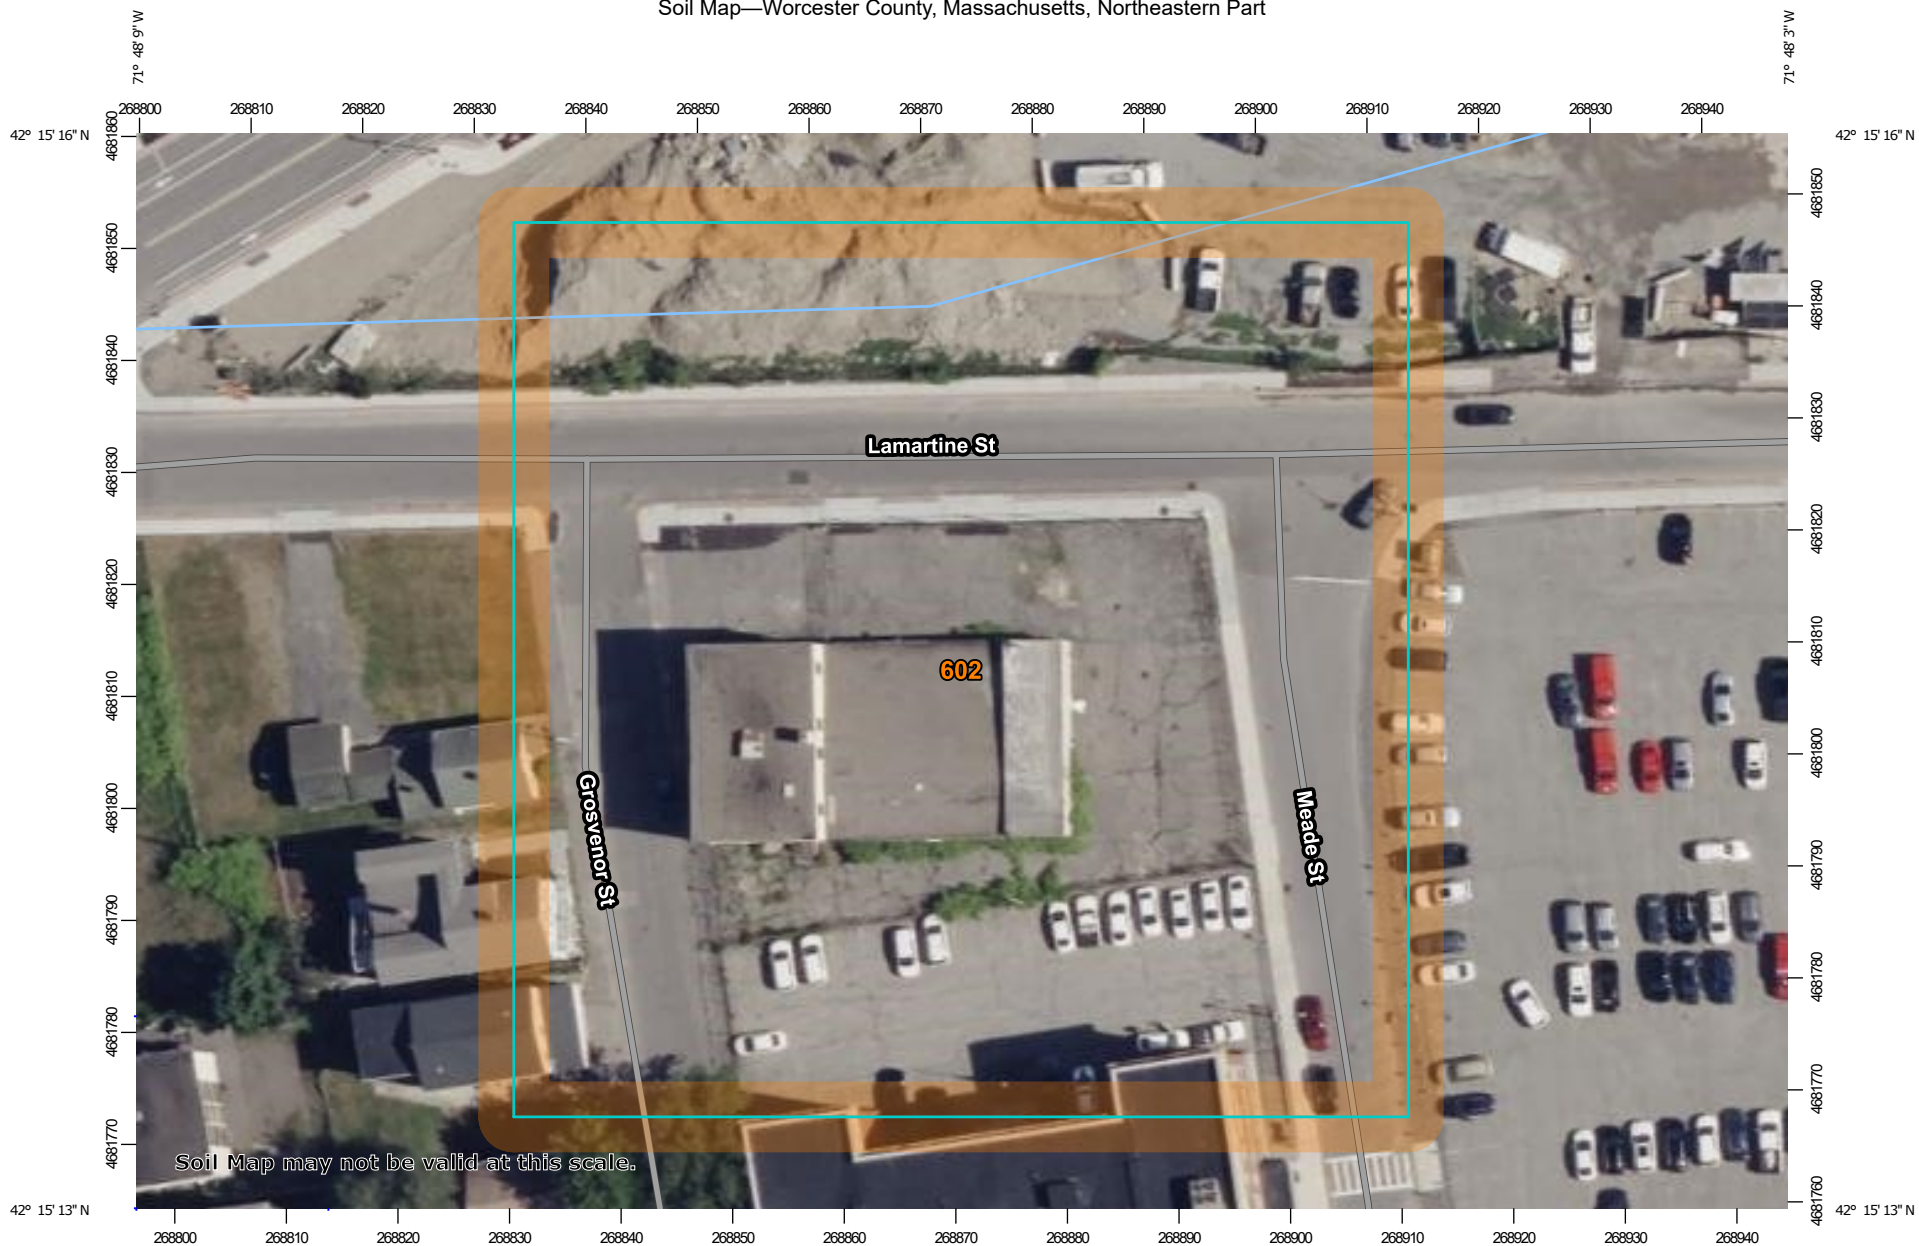 Soil Map—Worcester County, Massachusetts, Northeastern Part
71° 48' 9'' W
71° 48' 3'' W
268800 268810 268820 268830 268840 268850 268860 268870 268880 268890 268900 268910 268920 268930 268940
42° 15' 16'' N
42° 15' 16'' N
4681860
4681850
4681840
4681830
4681820
4681810
4681800
4681790
4681780
4681770
4681850
4681840
4681830
4681820
4681810
4681800
4681790
4681780
4681770
4681760
Lamartine St
602
Grosvenor St
Meade St
Soil Map may not be valid at this scale.
42° 15' 13'' N
42° 15' 13'' N
268800 268810 268820 268830 268840 268850 268860 268870 268880 268890 268900 268910 268920 268930 268940